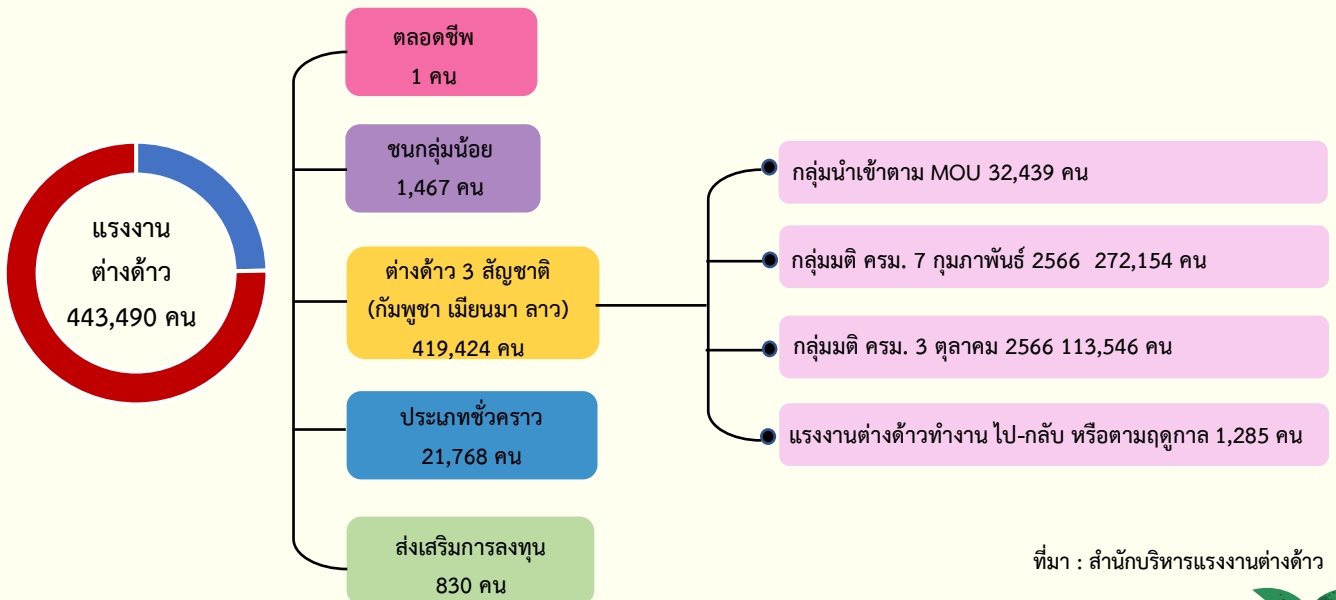 แรงงาน
ต่างด้าว
443,490 คน
ตลอดชีพ
1 คน
ชนกลุ่มน้อย
1,467 คน
ต่างด้าว 3 สัญชาติ
(กัมพูชา เมียนมา ลาว)
419,424 คน
ประเภทชั่วคราว
21,768 คน
ส่งเสริมการลงทุน
830 คน
กลุ่มนำเข้าตาม MOU 32,439 คน
กลุ่มมติ ครม. 7 กุมภาพันธ์ 2566 272,154 คน
กลุ่มมติ ครม. 3 ตุลาคม 2566 113,546 คน
แรงงานต่างด้าวทำงาน ไป-กลับ หรือตามฤดูกาล 1,285 คน
ที่มา : สำนักบริหารแรงงานต่างด้าว